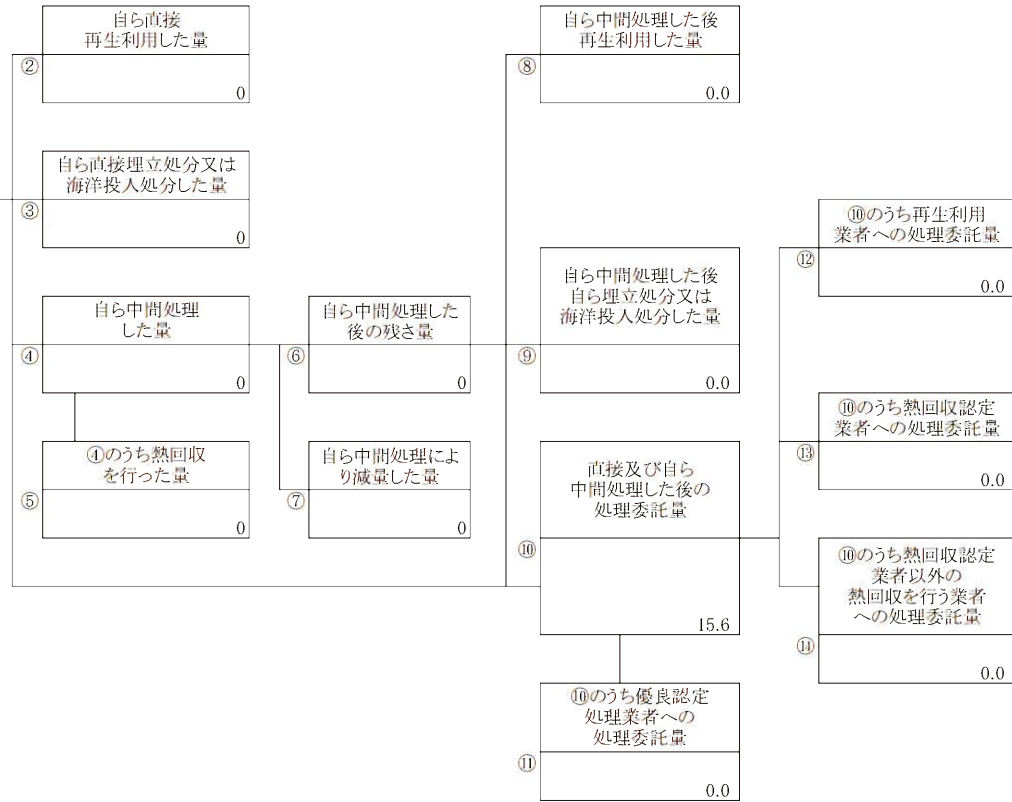 自ら直接
再生利用した量
②
0
自ら直接埋立処分又は
海洋投入処分した量
③
0
自ら中間処理
した量
④
0
④のうち熱回収
を行った量
⑤
0
自ら中間処理した
後の残さ量
⑥
0
自ら中間処理によ
り減量した量
⑦
0
自ら中間処理した後
再生利用した量
⑧
0.0
自ら中間処理した後
自ら埋立処分又は
海洋投入処分した量
⑨
0.0
直接及び自ら
中間処理した後の
処理委託量
⑩
15.6
⑩のうち優良認定
処理業者への
処理委託量
⑪
0.0
⑩のうち再生利用
業者への処理委託量
⑫
0.0
⑩のうち熱回収認定
業者への処理委託量
⑬
0.0
⑩のうち熱回収認定
業者以外の
熱回収を行う業者
への処理委託量
⑭
0.0